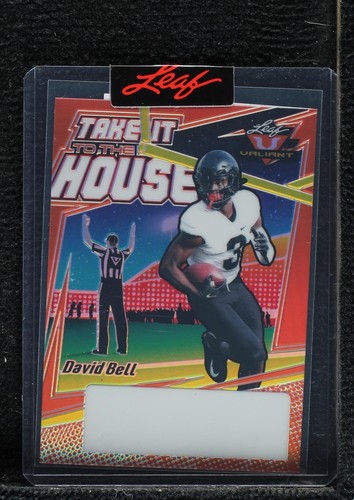 Leaf
TAKE IT
TO THE
HOUSE
Leaf
VALIANT
3
David Bell